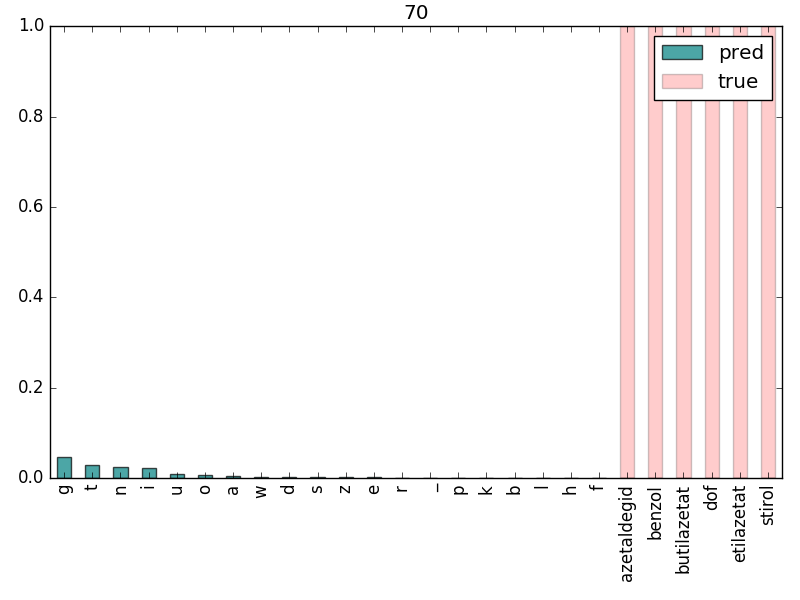 70
1.0
0.8
0.6
0.4
0.2
0.0
pred
true
g
t
n
i
u
o
a
w
d
s
z
e
r
_
p
k
b
l
h
f
azetaldegid
benzol
butilazetat
dof
etilazetat
stirol